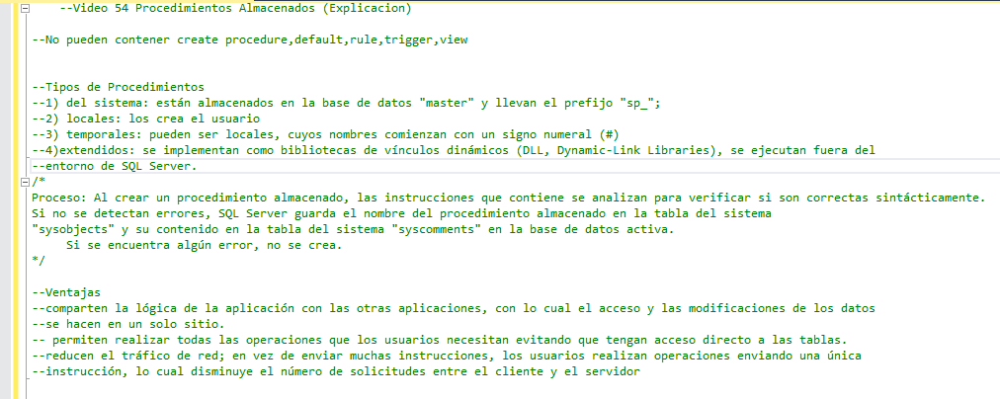 --Video 54 Procedimientos Almacenados (Explicacion)
--No pueden contener create procedure,default,rule,trigger,view
--Tipos de Procedimientos
--1) del sistema: están almacenados en la base de datos "master" y llevan el prefijo "sp_";
--2) locales: los crea el usuario
--3) temporales: pueden ser locales, cuyos nombres comienzan con un signo numeral (#)
--4)extendidos: se implementan como bibliotecas de vínculos dinámicos (DLL, Dynamic-Link Libraries), se ejecutan fuera del
--entorno de SQL Server.
/*
Proceso: Al crear un procedimiento almacenado, las instrucciones que contiene se analizan para verificar si son correctas sintácticamente.
Si no se detectan errores, SQL Server guarda el nombre del procedimiento almacenado en la tabla del sistema
"sysobjects" y su contenido en la tabla del sistema "syscomments" en la base de datos activa.
Si se encuentra algún error, no se crea.
*/
--Ventajas
--comparten la lógica de la aplicación con las otras aplicaciones, con lo cual el acceso y las modificaciones de los datos
--se hacen en un solo sitio.
-- permiten realizar todas las operaciones que los usuarios necesitan evitando que tengan acceso directo a las tablas.
--reducen el tráfico de red; en vez de enviar muchas instrucciones, los usuarios realizan operaciones enviando una única
--instrucción, lo cual disminuye el número de solicitudes entre el cliente y el servidor